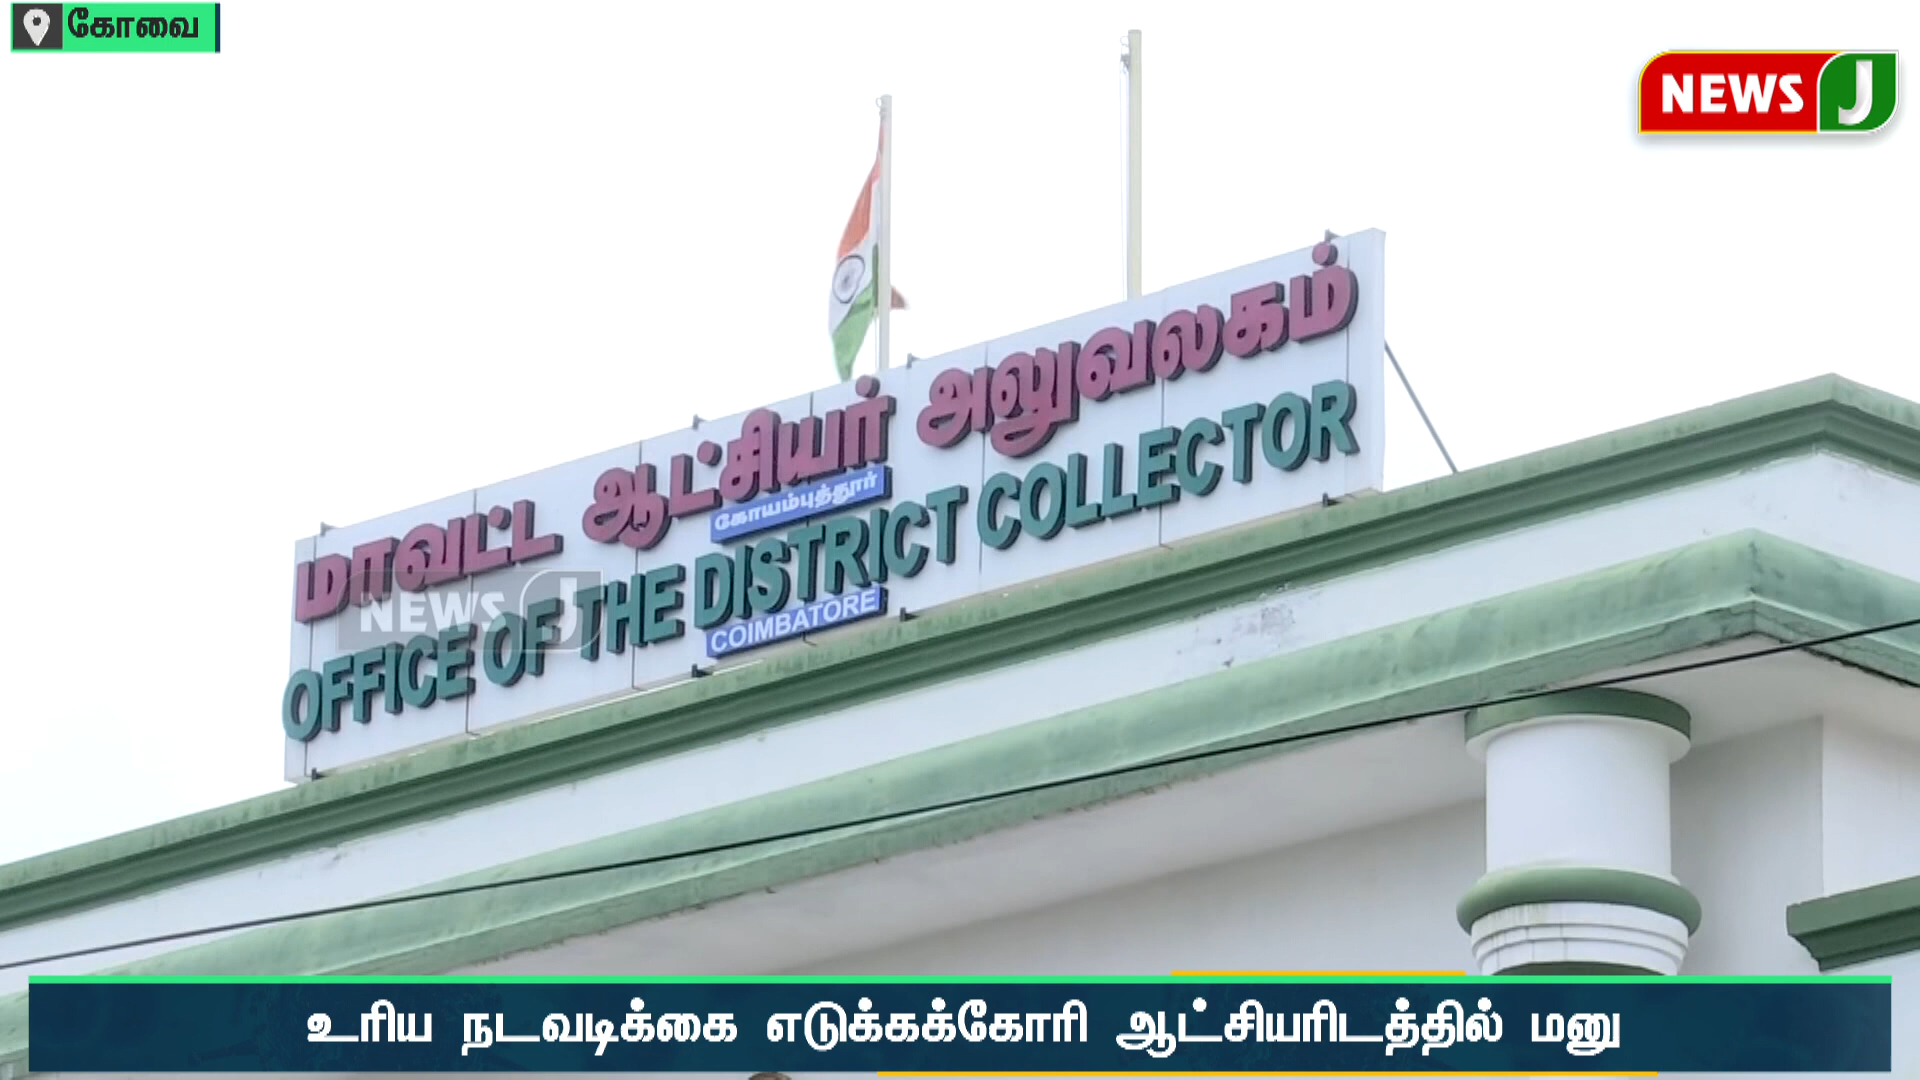 கோவை
NEWS J
மாவட்ட ஆட்சியர் அலுவலகம்
கோயம்புத்தூர்
OFFICE OF THE DISTRICT COLLECTOR
COIMBATORE
NEWS J
உரிய நடவடிக்கை எடுக்கக்கோரி ஆட்சியரிடத்தில் மனு